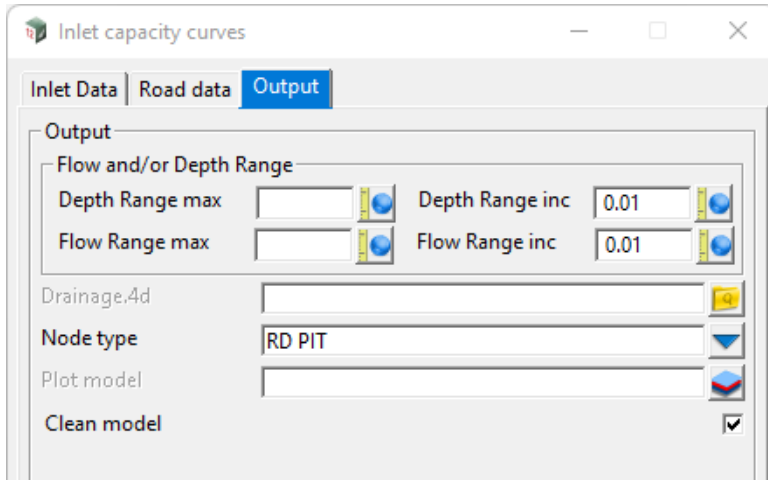 Inlet capacity curves
Inlet Data Road data Output
Output
Flow and/or Depth Range
Depth Range max Depth Range inc 0.01
Flow Range max Flow Range inc 0.01
Drainage.4d
Node type RD PIT
Plot model
Clean model